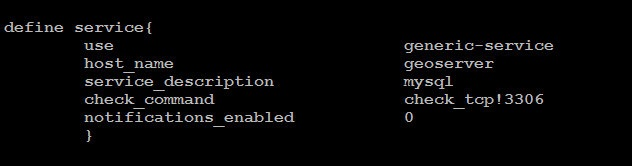 define service{
use generic-service
host_name geoserver
service_description mysql
check_command check_tcp!3306
notifications_enabled 0
}